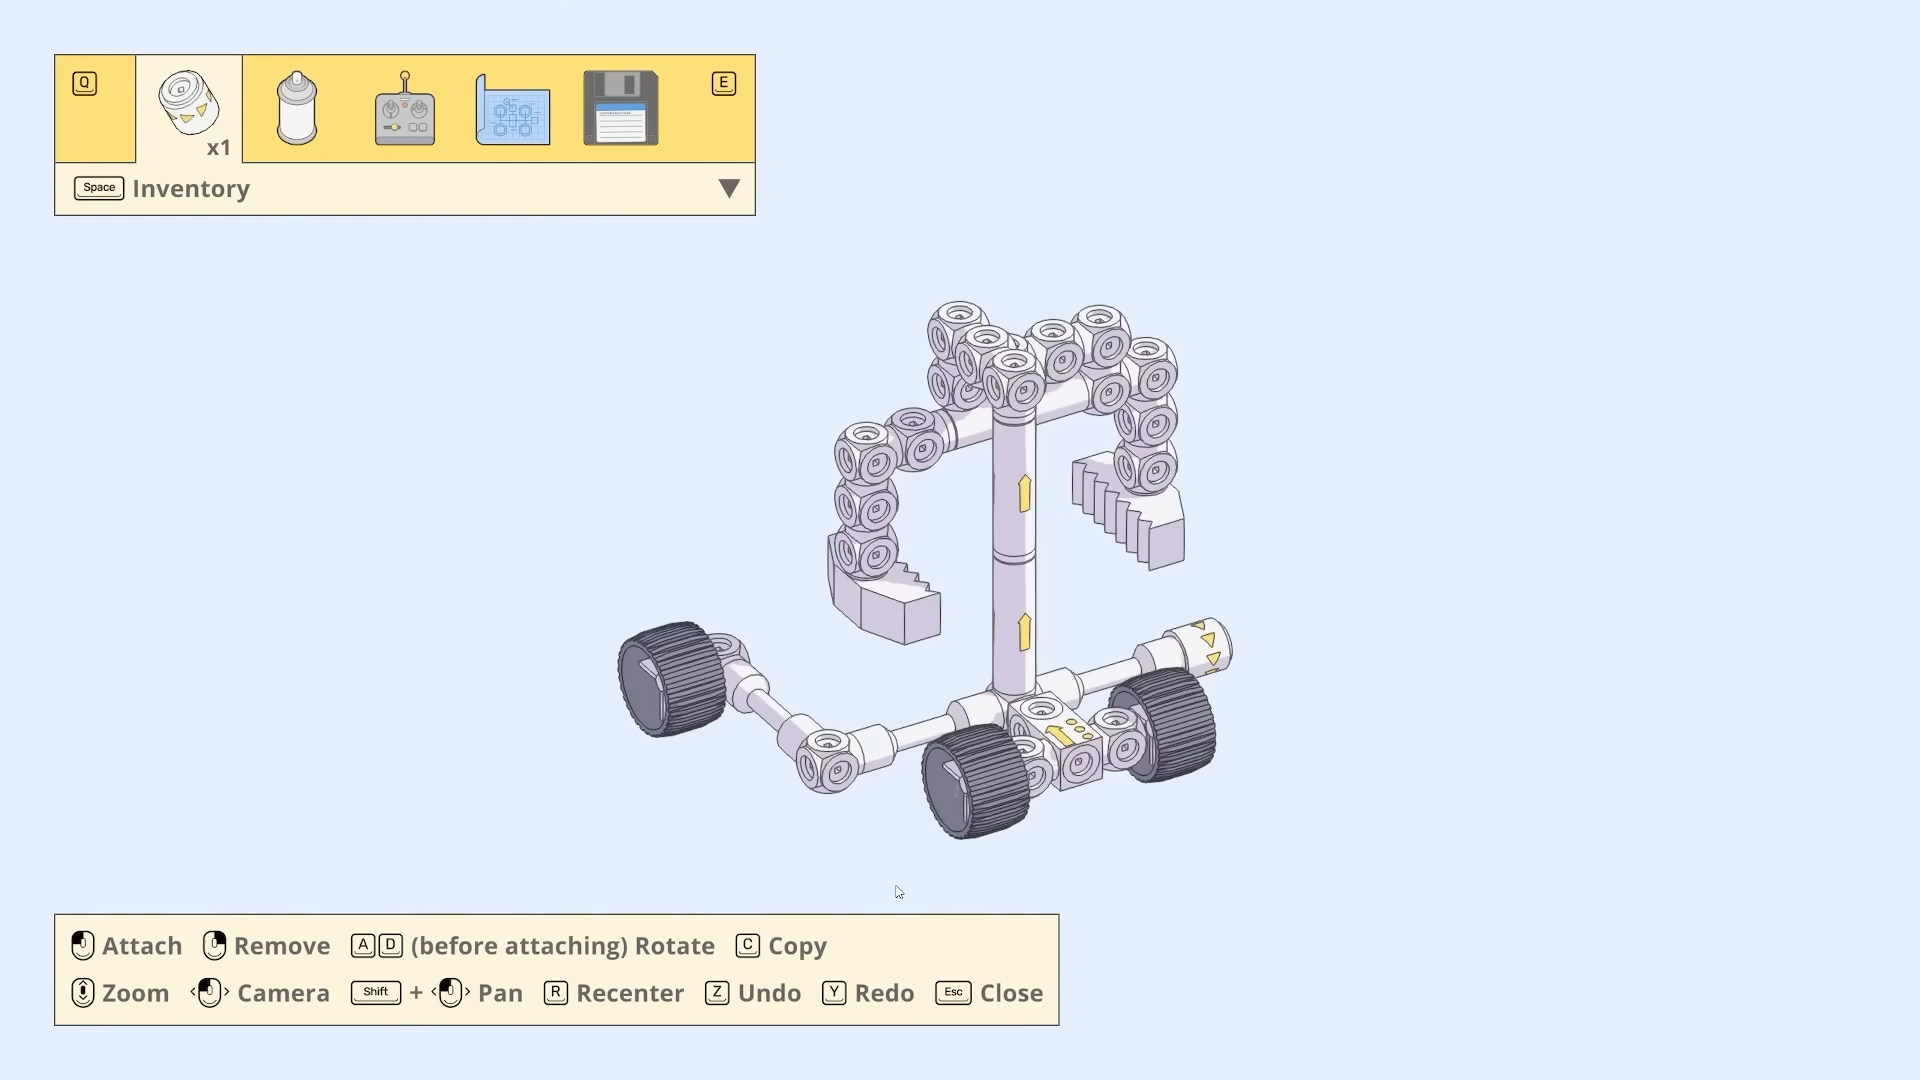 Q
E
x1
Space Inventory
Attach Remove A D (before attaching) Rotate C Copy
Zoom Camera Shift + Pan R Recenter Z Undo Y Redo Esc Close